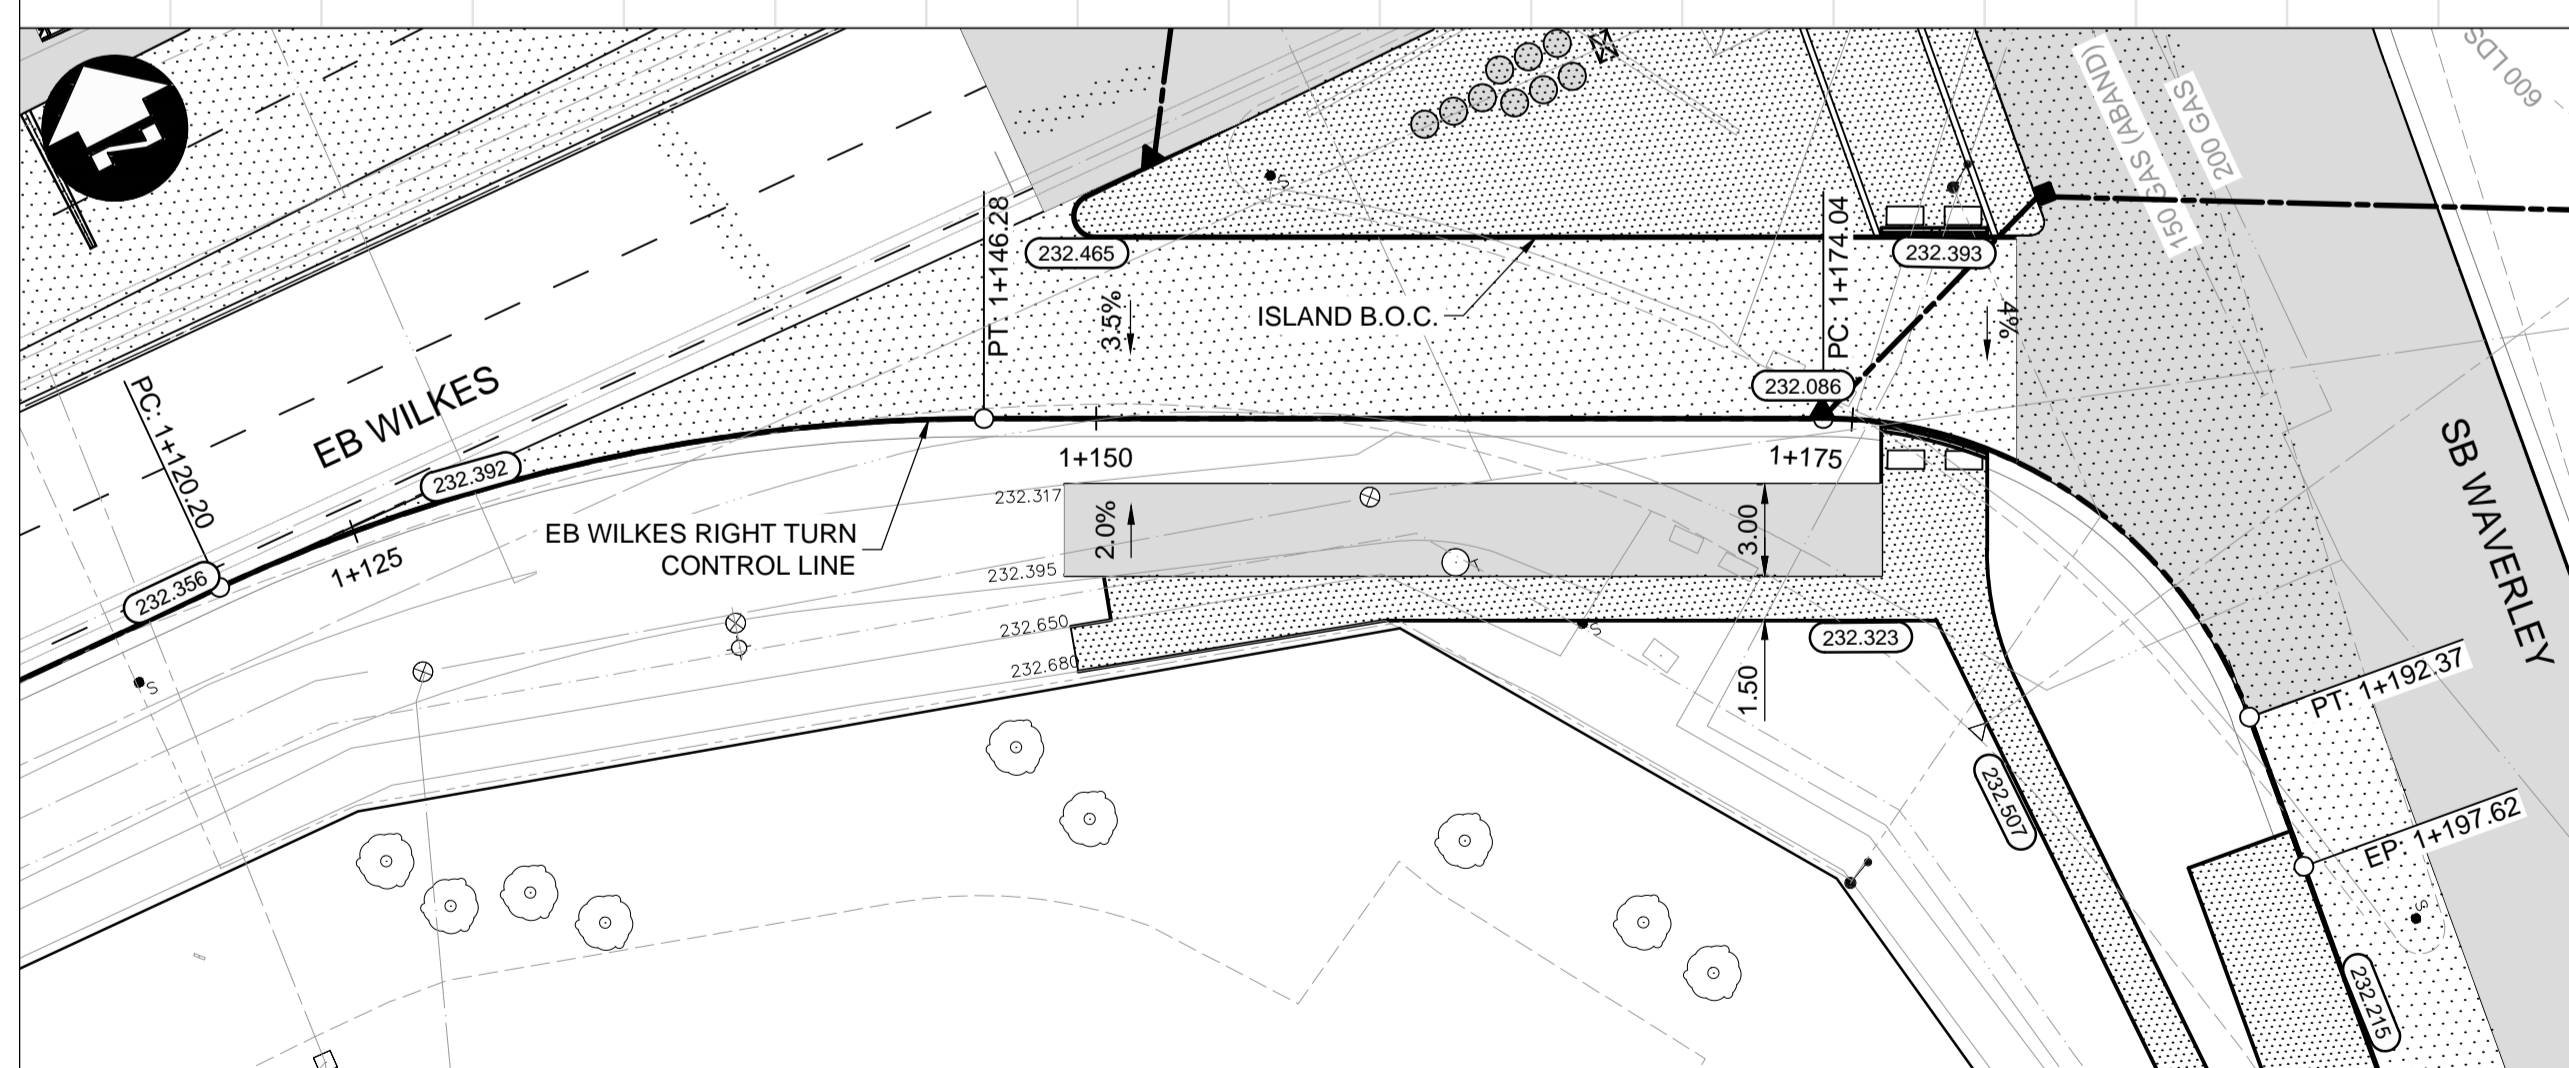 600 LDS
150 GAS (ABAND)
200 GAS
N
PT: 1+146.28
232.465
PC: 1+174.04
232.393
3.5%
ISLAND B.O.C.
4%
EB WILKES
PC: 1+120.20
232.086
232.392
1+150
1+175
SB WAVERLEY
232.317
EB WILKES RIGHT TURN
CONTROL LINE
2.0%
3.00
1+125
232.356
232.395
T
232.650
S
232.323
232.680
S
1.50
PT: 1+192.37
232.507
EP: 1+197.62
S
232.215
S